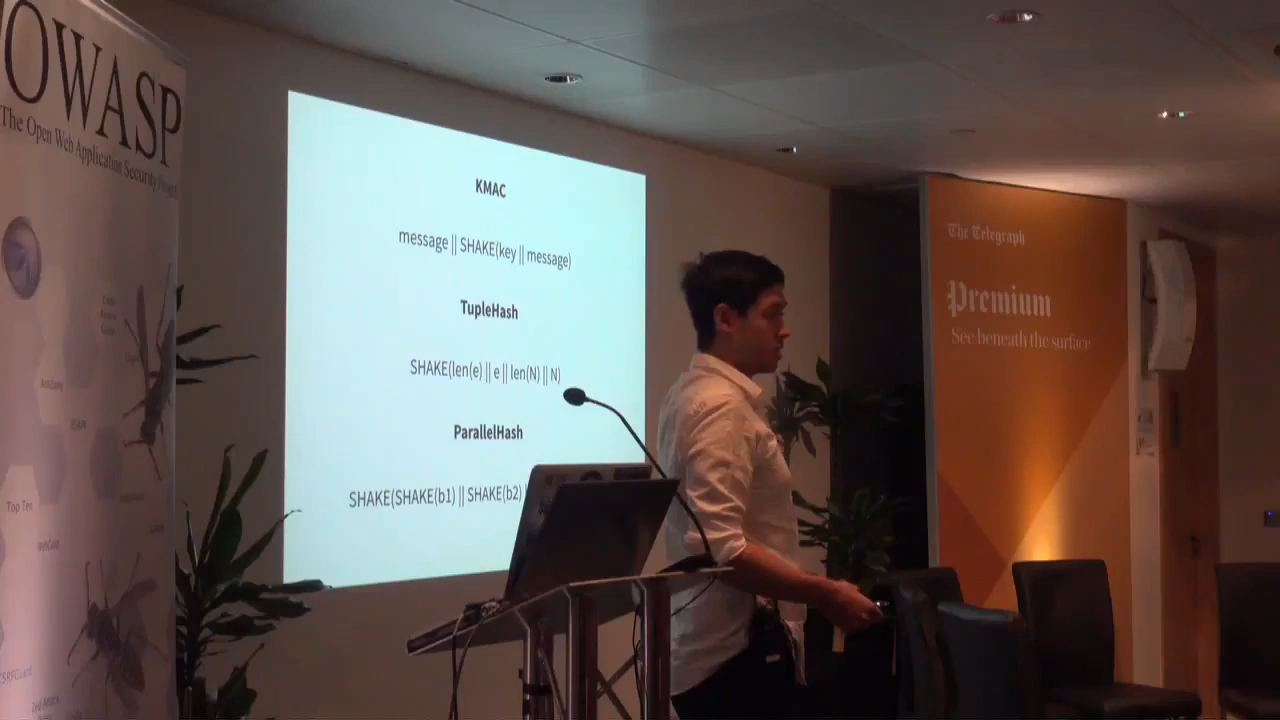 OWASP
The Open Web Application Security Project
KMAC
message || SHAKE(key || message)
TupleHash
SHAKE(len(e) || e || len(N) || N)
ParallelHash
SHAKE(SHAKE(b1) || SHAKE(b2) |
The Telegraph
Premium
See beneath the surface
Top Ten
CSRFGuard